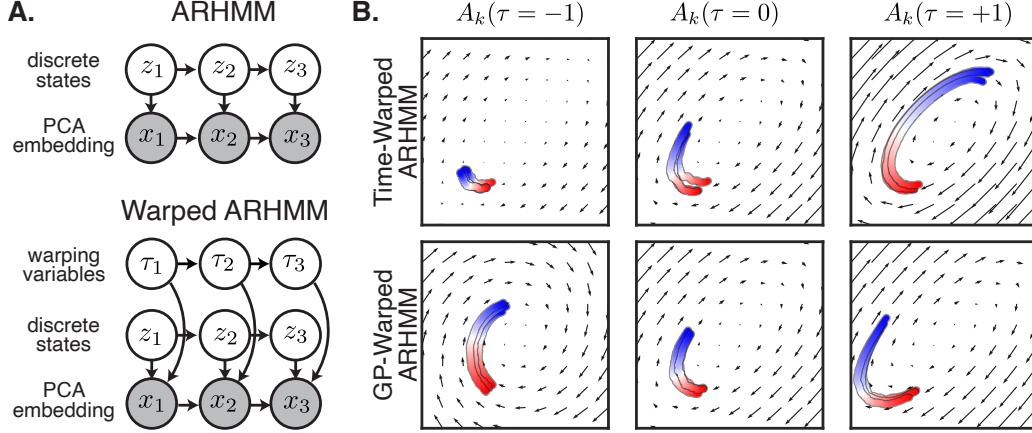 A.
ARHMM
discrete
states
z₁ z₂ z₃
PCA
embedding
x₁ x₂ x₃
Warped ARHMM
warping
variables
τ₁ τ₂ τ₃
discrete
states
z₁ z₂ z₃
PCA
embedding
x₁ x₂ x₃
B.
Aₖ(τ = −1) Aₖ(τ = 0) Aₖ(τ = +1)
Time-Warped
ARHMM
GP-Warped
ARHMM